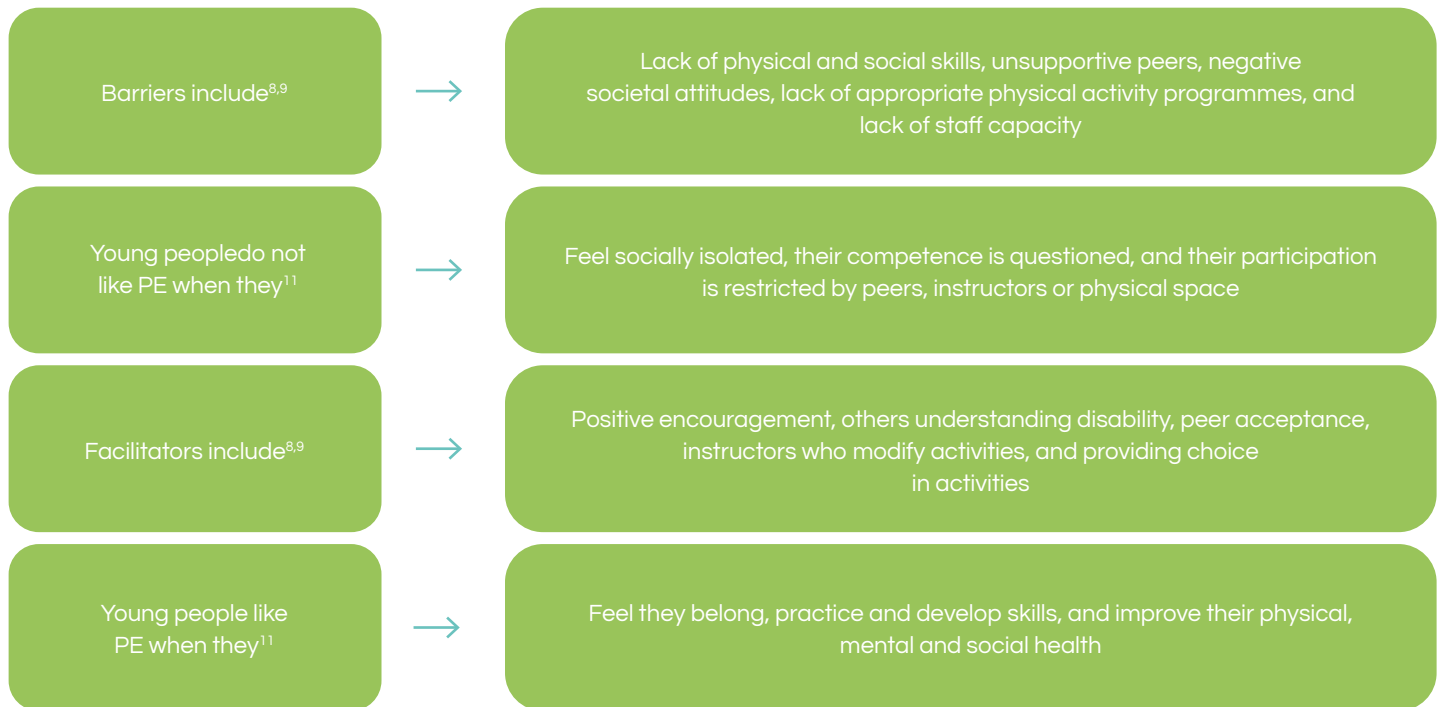 Barriers include8,9
Lack of physical and social skills, unsupportive peers, negative
societal attitudes, lack of appropriate physical activity programmes, and
lack of staff capacity
Young peopledo not
like PE when they11
Feel socially isolated, their competence is questioned, and their participation
is restricted by peers, instructors or physical space
Facilitators include8,9
Positive encouragement, others understanding disability, peer acceptance,
instructors who modify activities, and providing choice
in activities
Young people like
PE when they11
Feel they belong, practice and develop skills, and improve their physical,
mental and social health